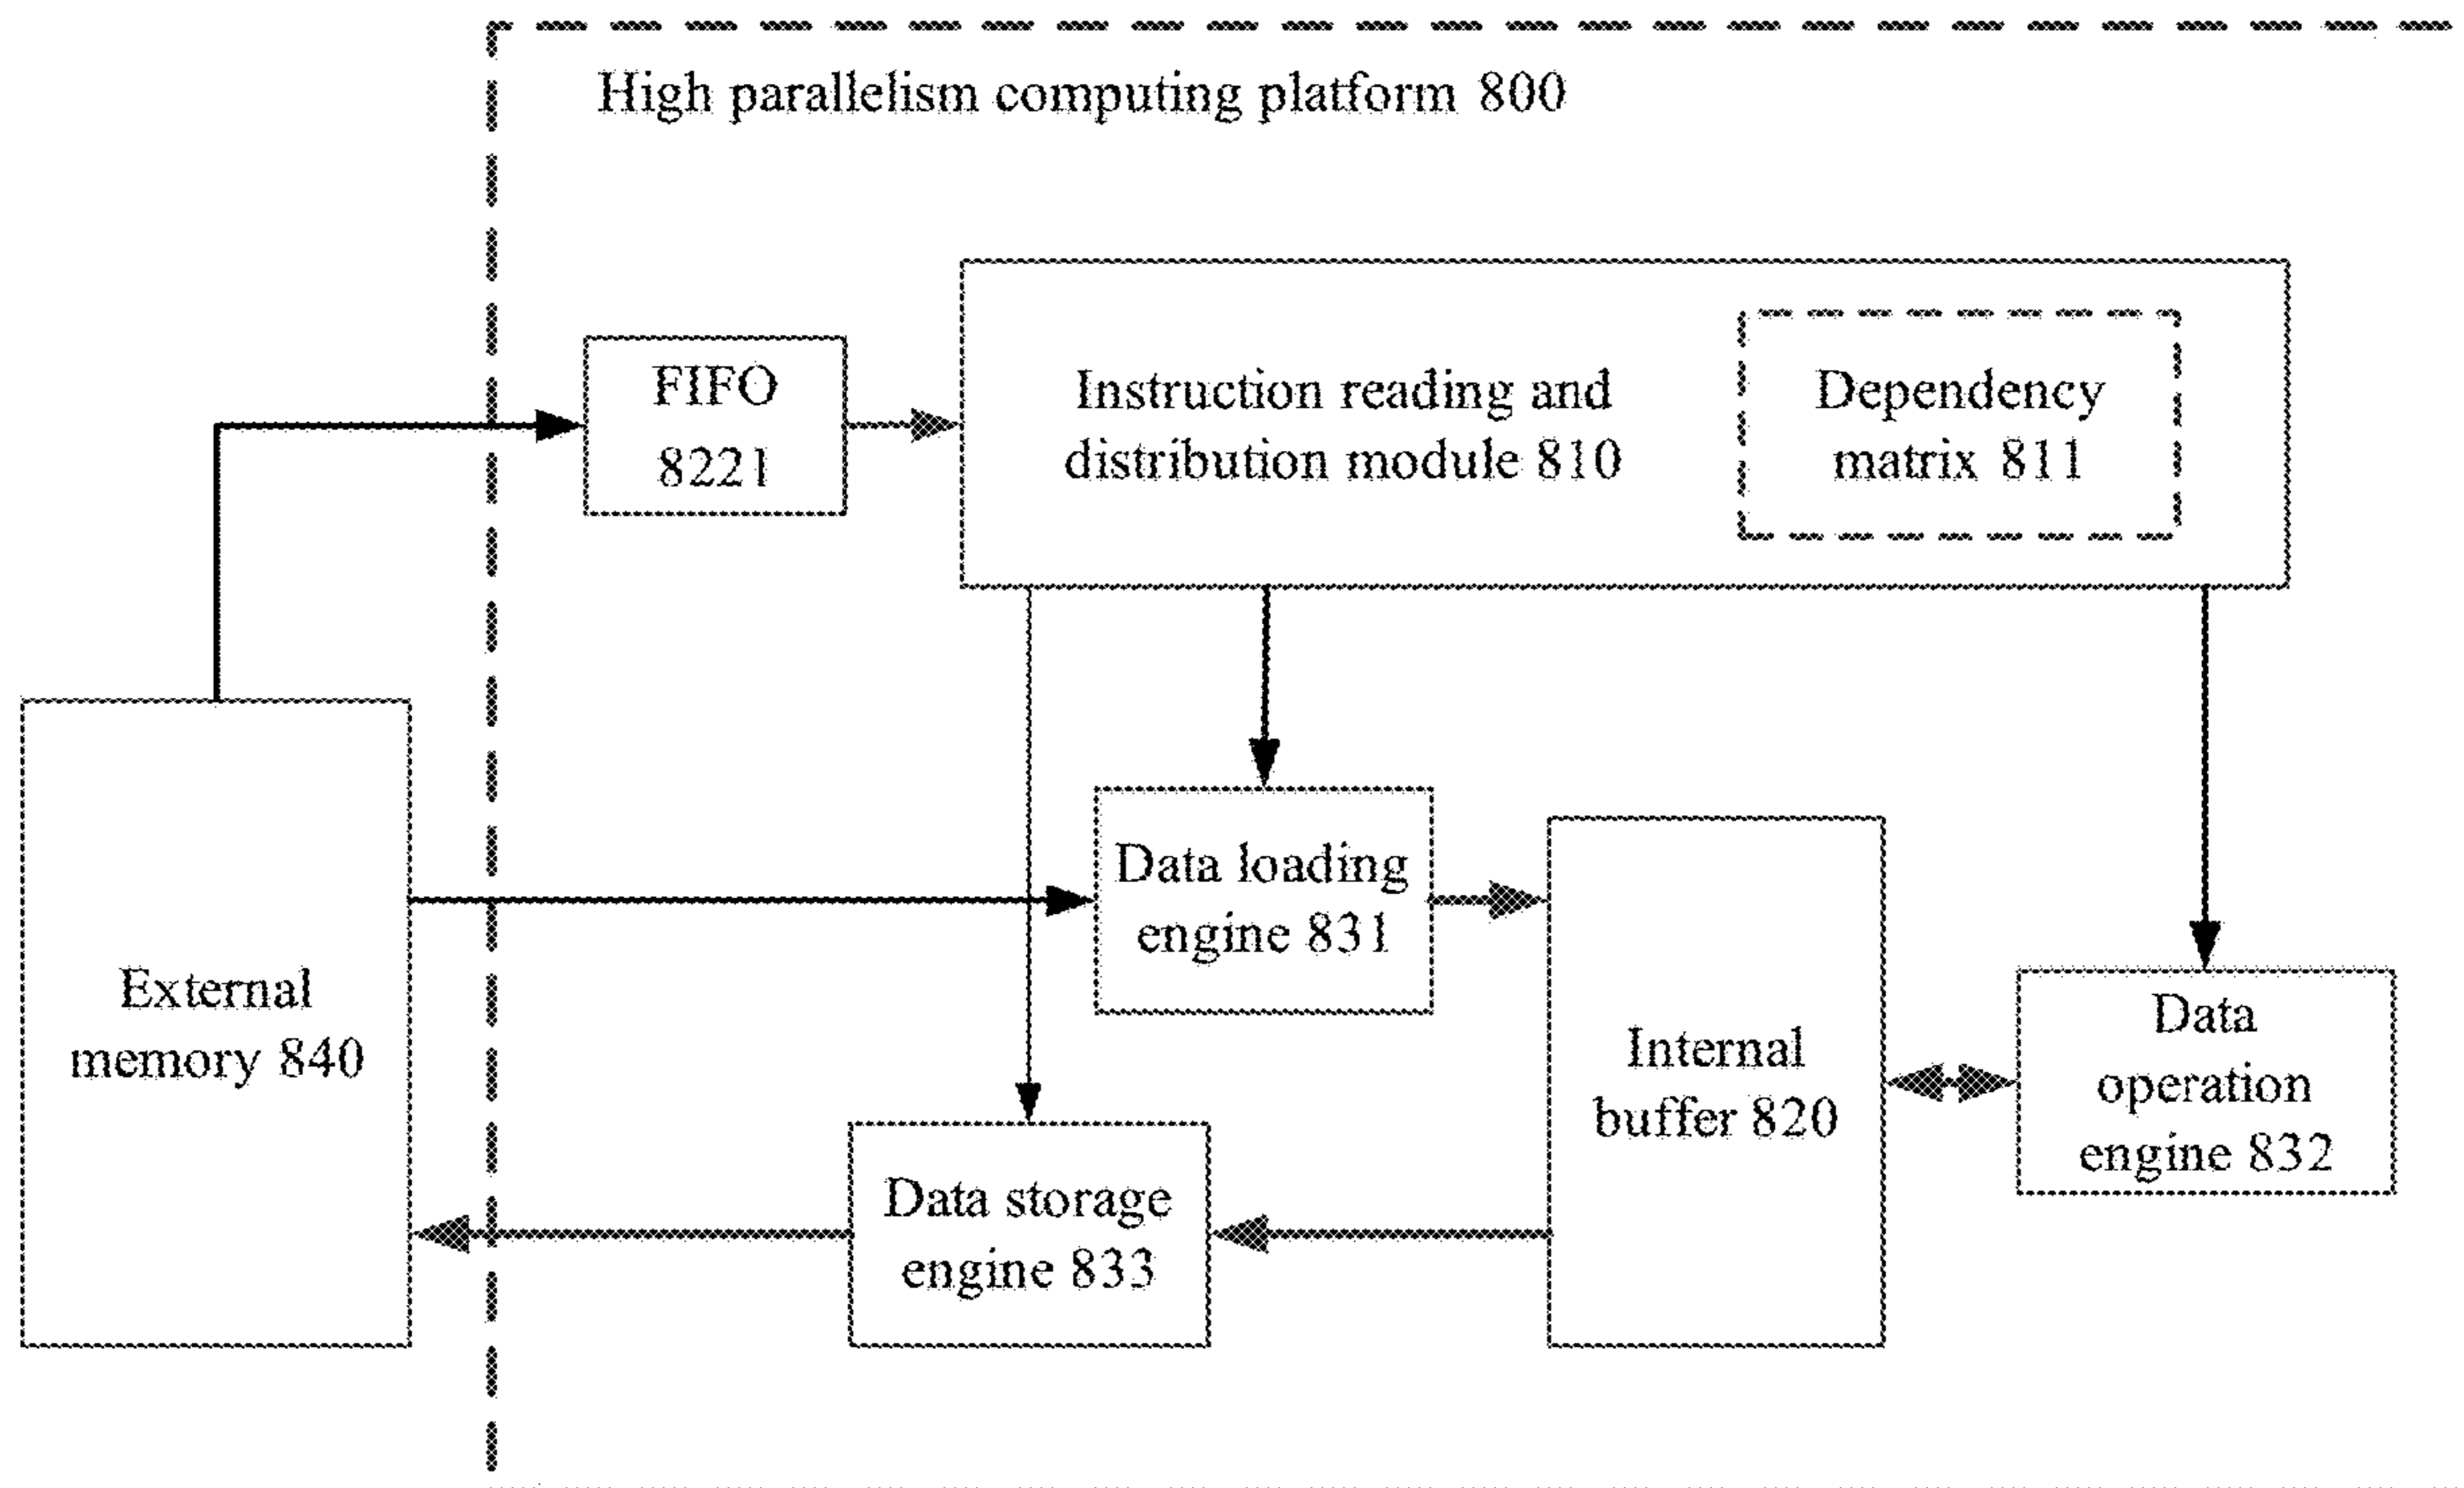 High parallelism computing platform 800
FIFO
8221
Instruction reading and
distribution module 810
Dependency
matrix 811
Data loading
engine 831
External
memory 840
Internal
buffer 820
Data
operation
engine 832
Data storage
engine 833